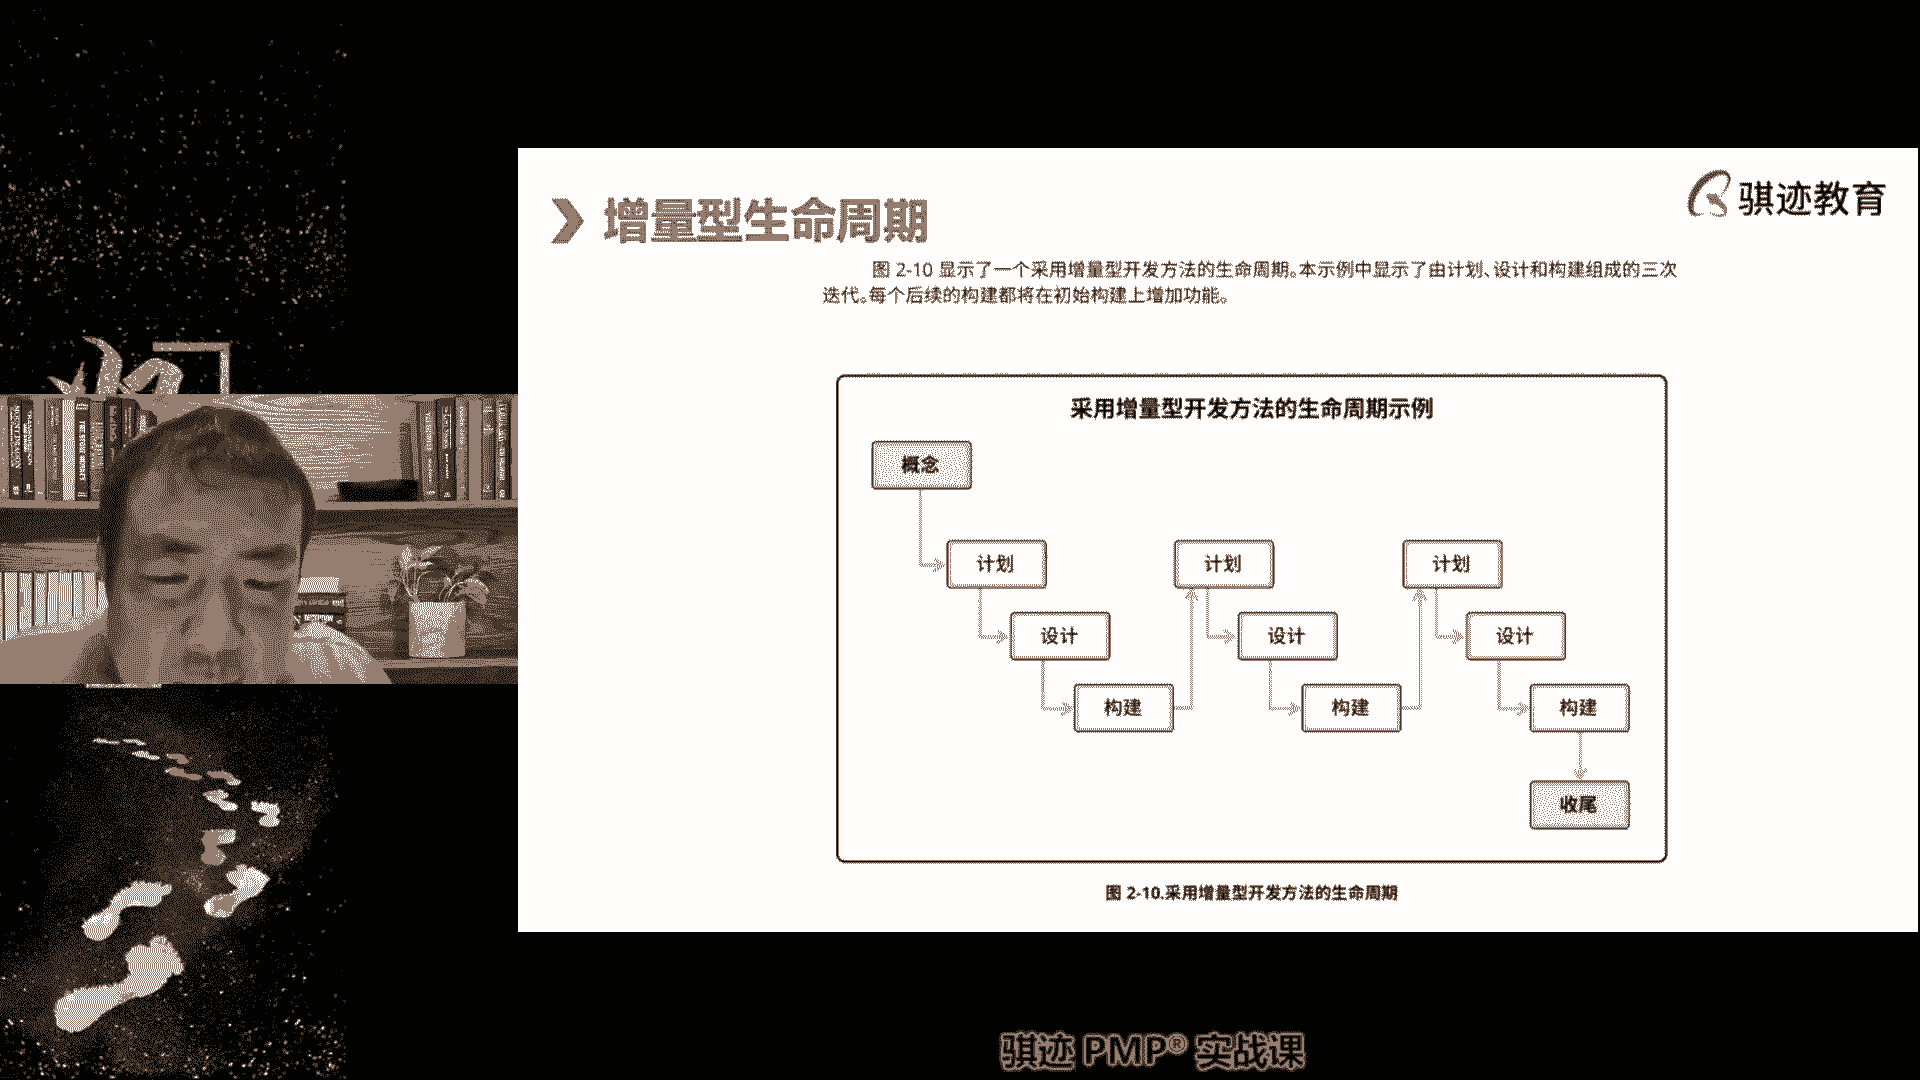 增量型生命周期
骐迹教育
图 2-10 显示了一个采用增量型开发方法的生命周期。本示例中显示了由计划、设计和构建组成的三次
迭代。每个后续的构建都将在初始构建上增加功能。
采用增量型开发方法的生命周期示例
概念
计划
计划
计划
设计
设计
设计
构建
构建
构建
收尾
图 2-10.采用增量型开发方法的生命周期
骐迹 PMP® 实战课